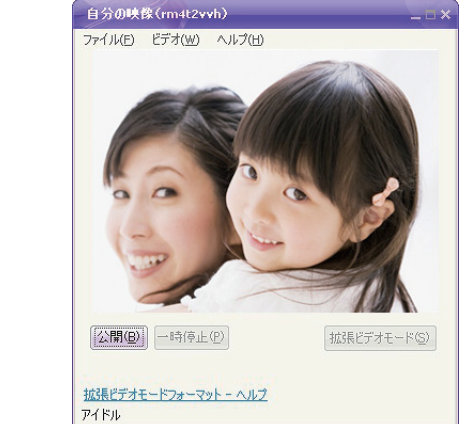 自分の映像(rm4t2vvh)
ファイル(F) ビデオ(W) ヘルプ(H)
公開(B) 一時停止(P) 拡張ビデオモード(S)
拡張ビデオモードフォーマット - ヘルプ
アイドル